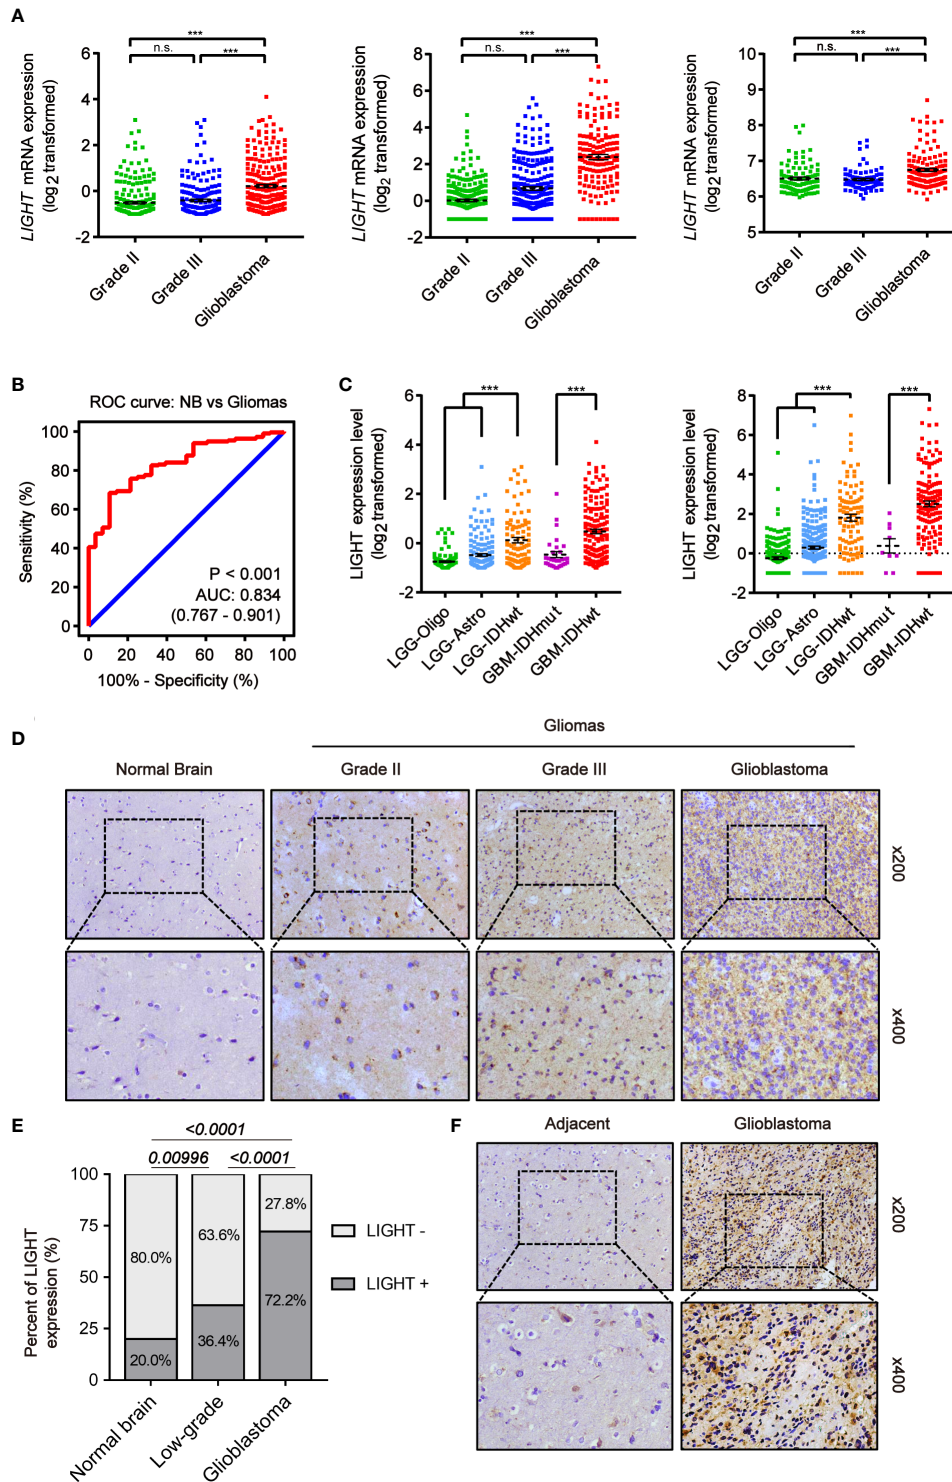 A
***
n.s.
***
LIGHT mRNA expression
(log2 transformed)
6
4
2
0
-2
Grade II
Grade III
Glioblastoma
***
n.s.
***
LIGHT mRNA expression
(log2 transformed)
8
6
4
2
0
-2
Grade II
Grade III
Glioblastoma
***
n.s.
***
LIGHT mRNA expression
(log2 transformed)
10
9
8
7
6
5
Grade II
Grade III
Glioblastoma
B
ROC curve: NB vs Gliomas
Sensitivity (%)
100
80
60
40
20
0
P < 0.001
AUC: 0.834
(0.767 - 0.901)
0 20 40 60 80 100
100% - Specificity (%)
C
***
***
LIGHT expression level
(log2 transformed)
6
4
2
0
-2
LGG-Oligo
LGG-Astro
LGG-IDHwt
GBM-IDHmut
GBM-IDHwt
***
***
LIGHT expression level
(log2 transformed)
8
6
4
2
0
-2
LGG-Oligo
LGG-Astro
LGG-IDHwt
GBM-IDHmut
GBM-IDHwt
D
Gliomas
Normal Brain Grade II Grade III Glioblastoma
x200
x400
E
<0.0001
0.00996 <0.0001
Percent of LIGHT
expression (%)
100
75
50
25
0
80.0%
20.0%
63.6%
36.4%
27.8%
72.2%
LIGHT -
LIGHT +
Normal brain
Low-grade
Glioblastoma
F
Adjacent Glioblastoma
x200
x400